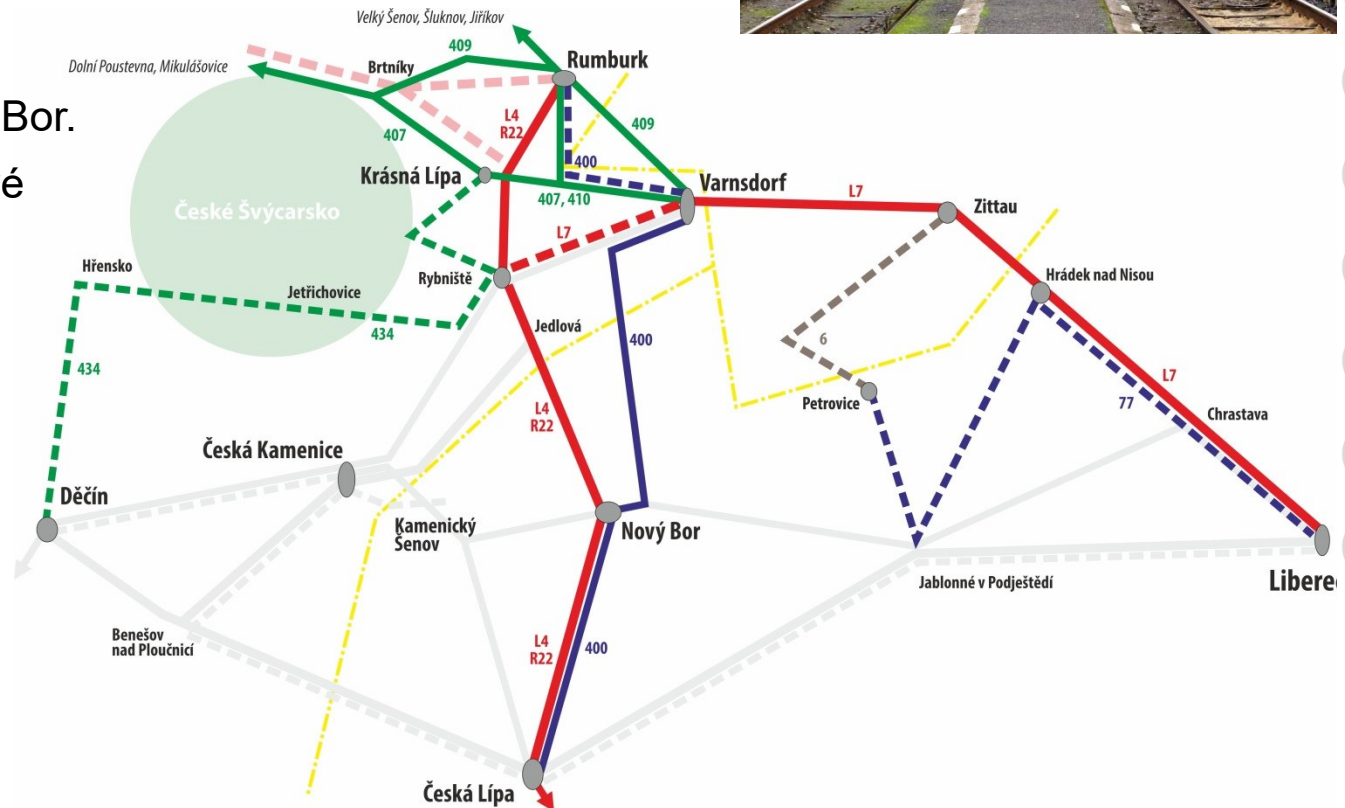 Velký Šenov, Šluknov, Jiříkov
409
Rumburk
Brtníky
Dolní Poustevna, Mikulášovice
Bor.
é
L4
R22
409
407
400
Krásná Lípa
Varnsdorf
407, 410
L7
Zittau
České Švýcarsko
L7
Hřensko
Rybniště
Hrádek nad Nisou
Jetřichovice
434
Jedlová
400
6
434
L7
Petrovice
77
Chrastava
L4
R22
Česká Kamenice
Děčín
Kamenický
Šenov
Nový Bor
Jablonné v Podještědí
Libere
Benešov
nad Ploučnicí
L4
R22
400
Česká Lípa